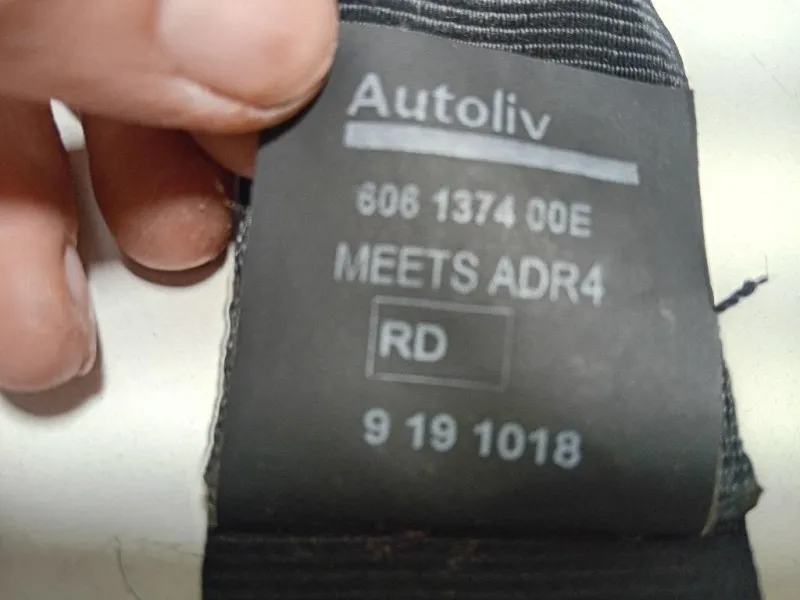 Autoliv
606 1374 00E
MEETS ADR4
RD
9 19 1018